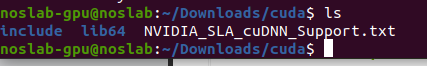 noslab-gpu@noslab:~/Downloads/cuda$ ls
include lib64 NVIDIA_SLA_cuDNN_Support.txt
noslab-gpu@noslab:~/Downloads/cuda$